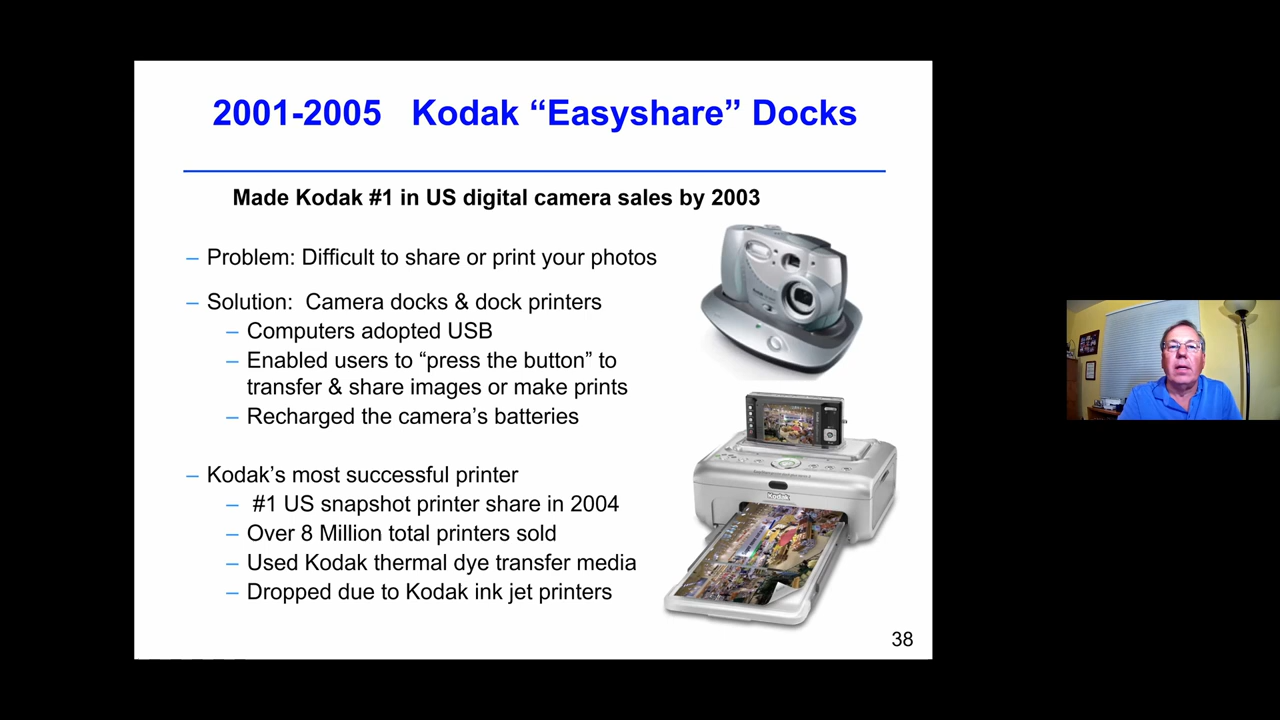 2001-2005 Kodak “Easyshare” Docks
Made Kodak #1 in US digital camera sales by 2003
– Problem: Difficult to share or print your photos
– Solution: Camera docks & dock printers
– Computers adopted USB
– Enabled users to “press the button” to
transfer & share images or make prints
– Recharged the camera’s batteries
– Kodak’s most successful printer
– #1 US snapshot printer share in 2004
– Over 8 Million total printers sold
– Used Kodak thermal dye transfer media
– Dropped due to Kodak ink jet printers
Kodak
38